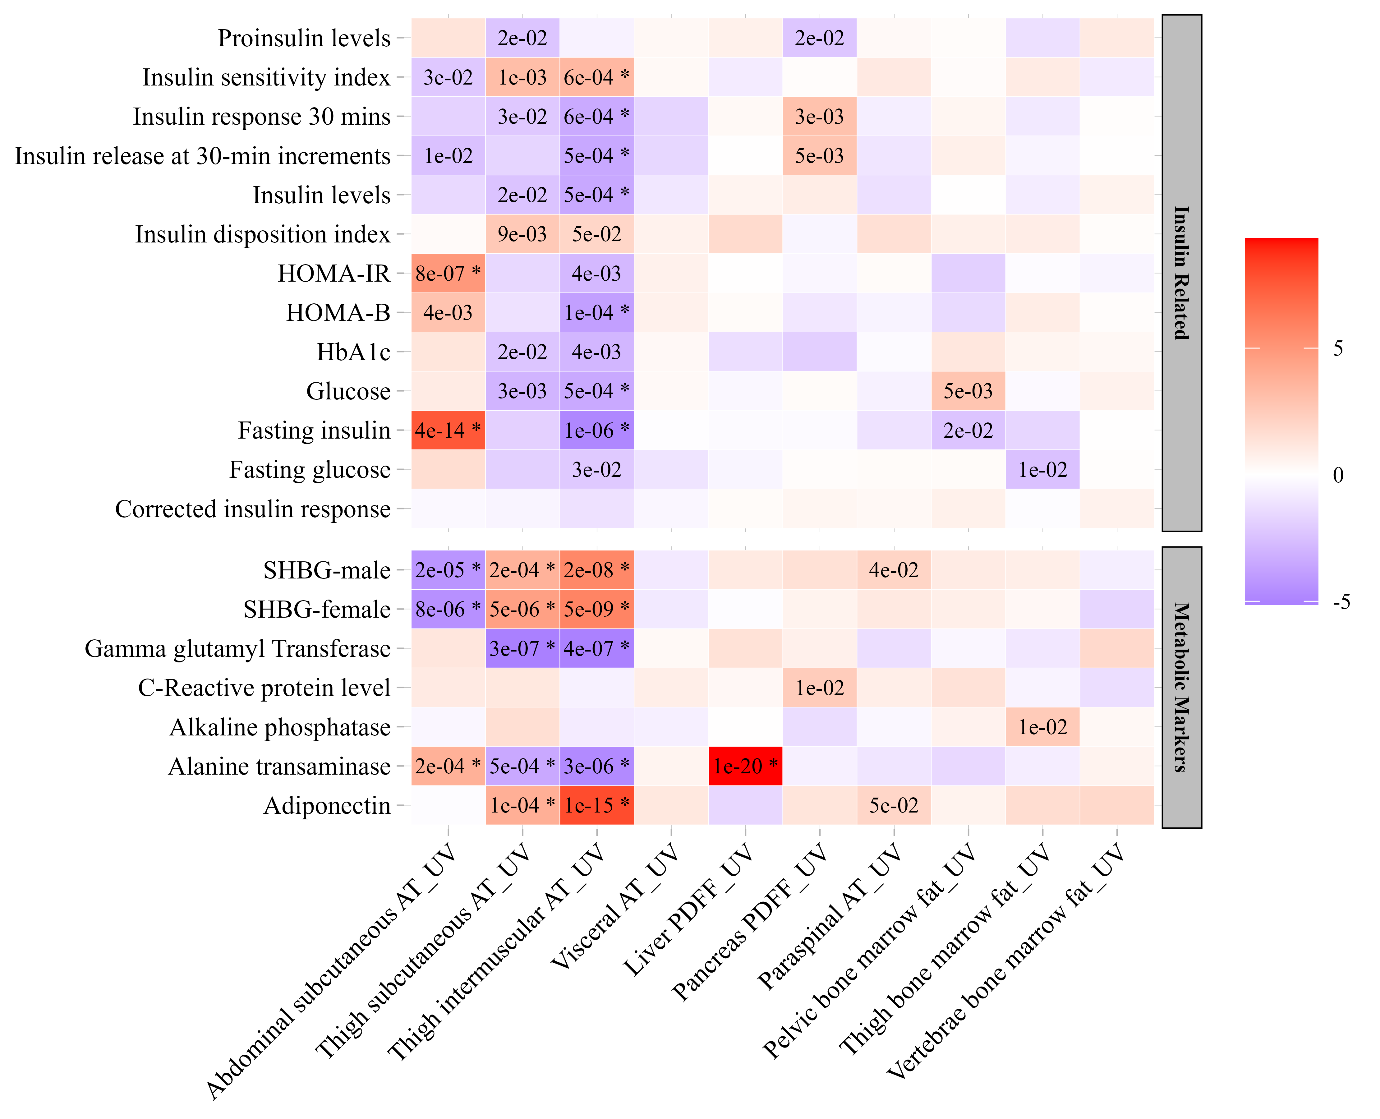 Proinsulin levels 2e-02 2e-02
Insulin sensitivity index 3e-02 1e-03 6e-04 *
Insulin response 30 mins 3e-02 6e-04 * 3e-03
Insulin release at 30-min increments 1e-02 5e-04 * 5e-03
Insulin levels 2e-02 5e-04 *
Insulin disposition index 9e-03 5e-02
HOMA-IR 8e-07 * 4e-03
HOMA-B 4e-03 1e-04 *
HbA1c 2e-02 4e-03
Glucose 3e-03 5e-04 * 5e-03
Fasting insulin 4e-14 * 1e-06 * 2e-02
Fasting glucose 3e-02 1e-02
Corrected insulin response
Insulin Related
SHBG-male 2e-05 * 2e-04 * 2e-08 * 4e-02
SHBG-female 8e-06 * 5e-06 * 5e-09 *
Gamma glutamyl Transferase 3e-07 * 4e-07 *
C-Reactive protein level 1e-02
Alkaline phosphatase 1e-02
Alanine transaminase 2e-04 * 5e-04 * 3e-06 * 1e-20 *
Adiponectin 1e-04 * 1e-15 * 5e-02
Metabolic Markers
Abdominal subcutaneous AT_UV
Thigh subcutaneous AT_UV
Thigh intermuscular AT_UV
Visceral AT_UV
Liver PDFF_UV
Pancreas PDFF_UV
Paraspinal AT_UV
Pelvic bone marrow fat_UV
Thigh bone marrow fat_UV
Vertebrae bone marrow fat_UV
5
0
-5